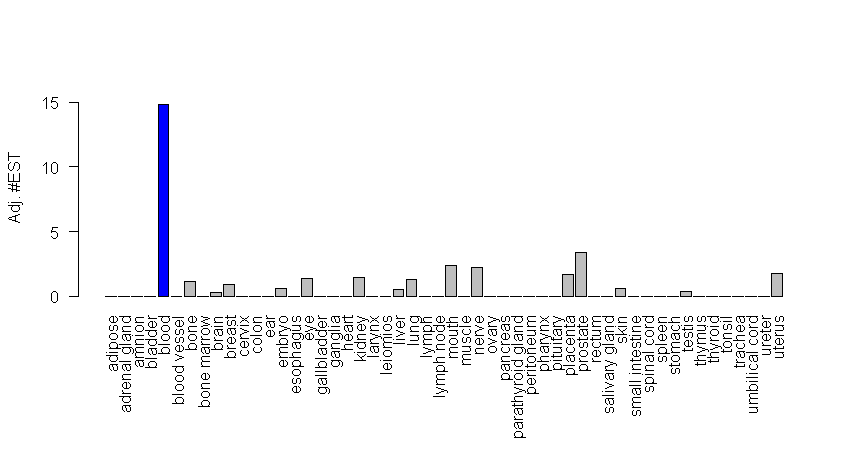 15
10
5
0
Adj. #EST
adipose
adrenal gland
amnion
bladder
blood
blood vessel
bone
bone marrow
brain
breast
cervix
colon
ear
embryo
esophagus
eye
gallbladder
ganglia
heart
kidney
larynx
leiomios
liver
lung
lymph
lymph node
mouth
muscle
nerve
ovary
pancreas
parathyroid gland
peritoneum
pharynx
pituitary
placenta
prostate
rectum
salivary gland
skin
small intestine
spinal cord
spleen
stomach
testis
thymus
thyroid
tonsil
trachea
umbilical cord
ureter
uterus